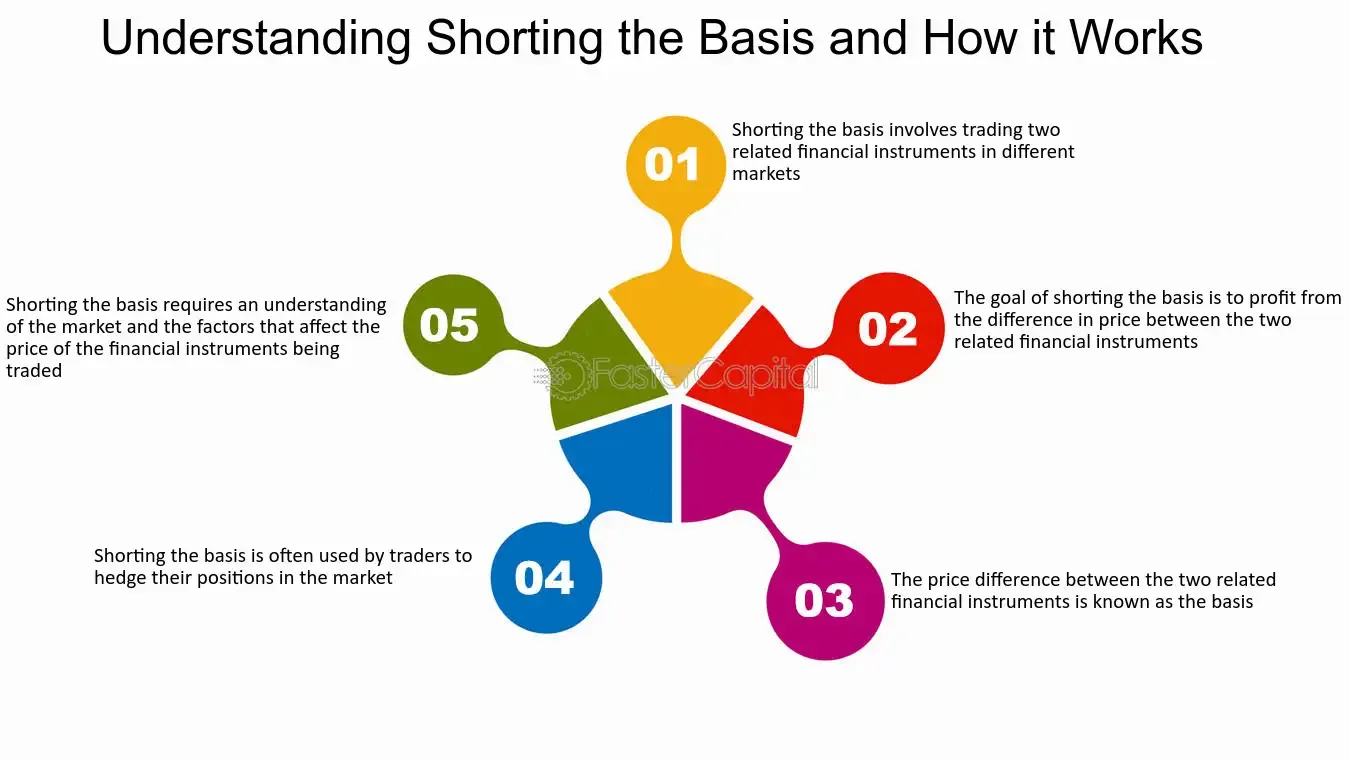 Understanding Shorting the Basis and How it Works
01
Shorting the basis involves trading two
related financial instruments in different
markets
02
The goal of shorting the basis is to profit from
the difference in price between the two
related financial instruments
03
The price difference between the two related
financial instruments is known as the basis
04
Shorting the basis is often used by traders to
hedge their positions in the market
05
Shorting the basis requires an understanding
of the market and the factors that affect the
price of the financial instruments being
traded
FasterCapital